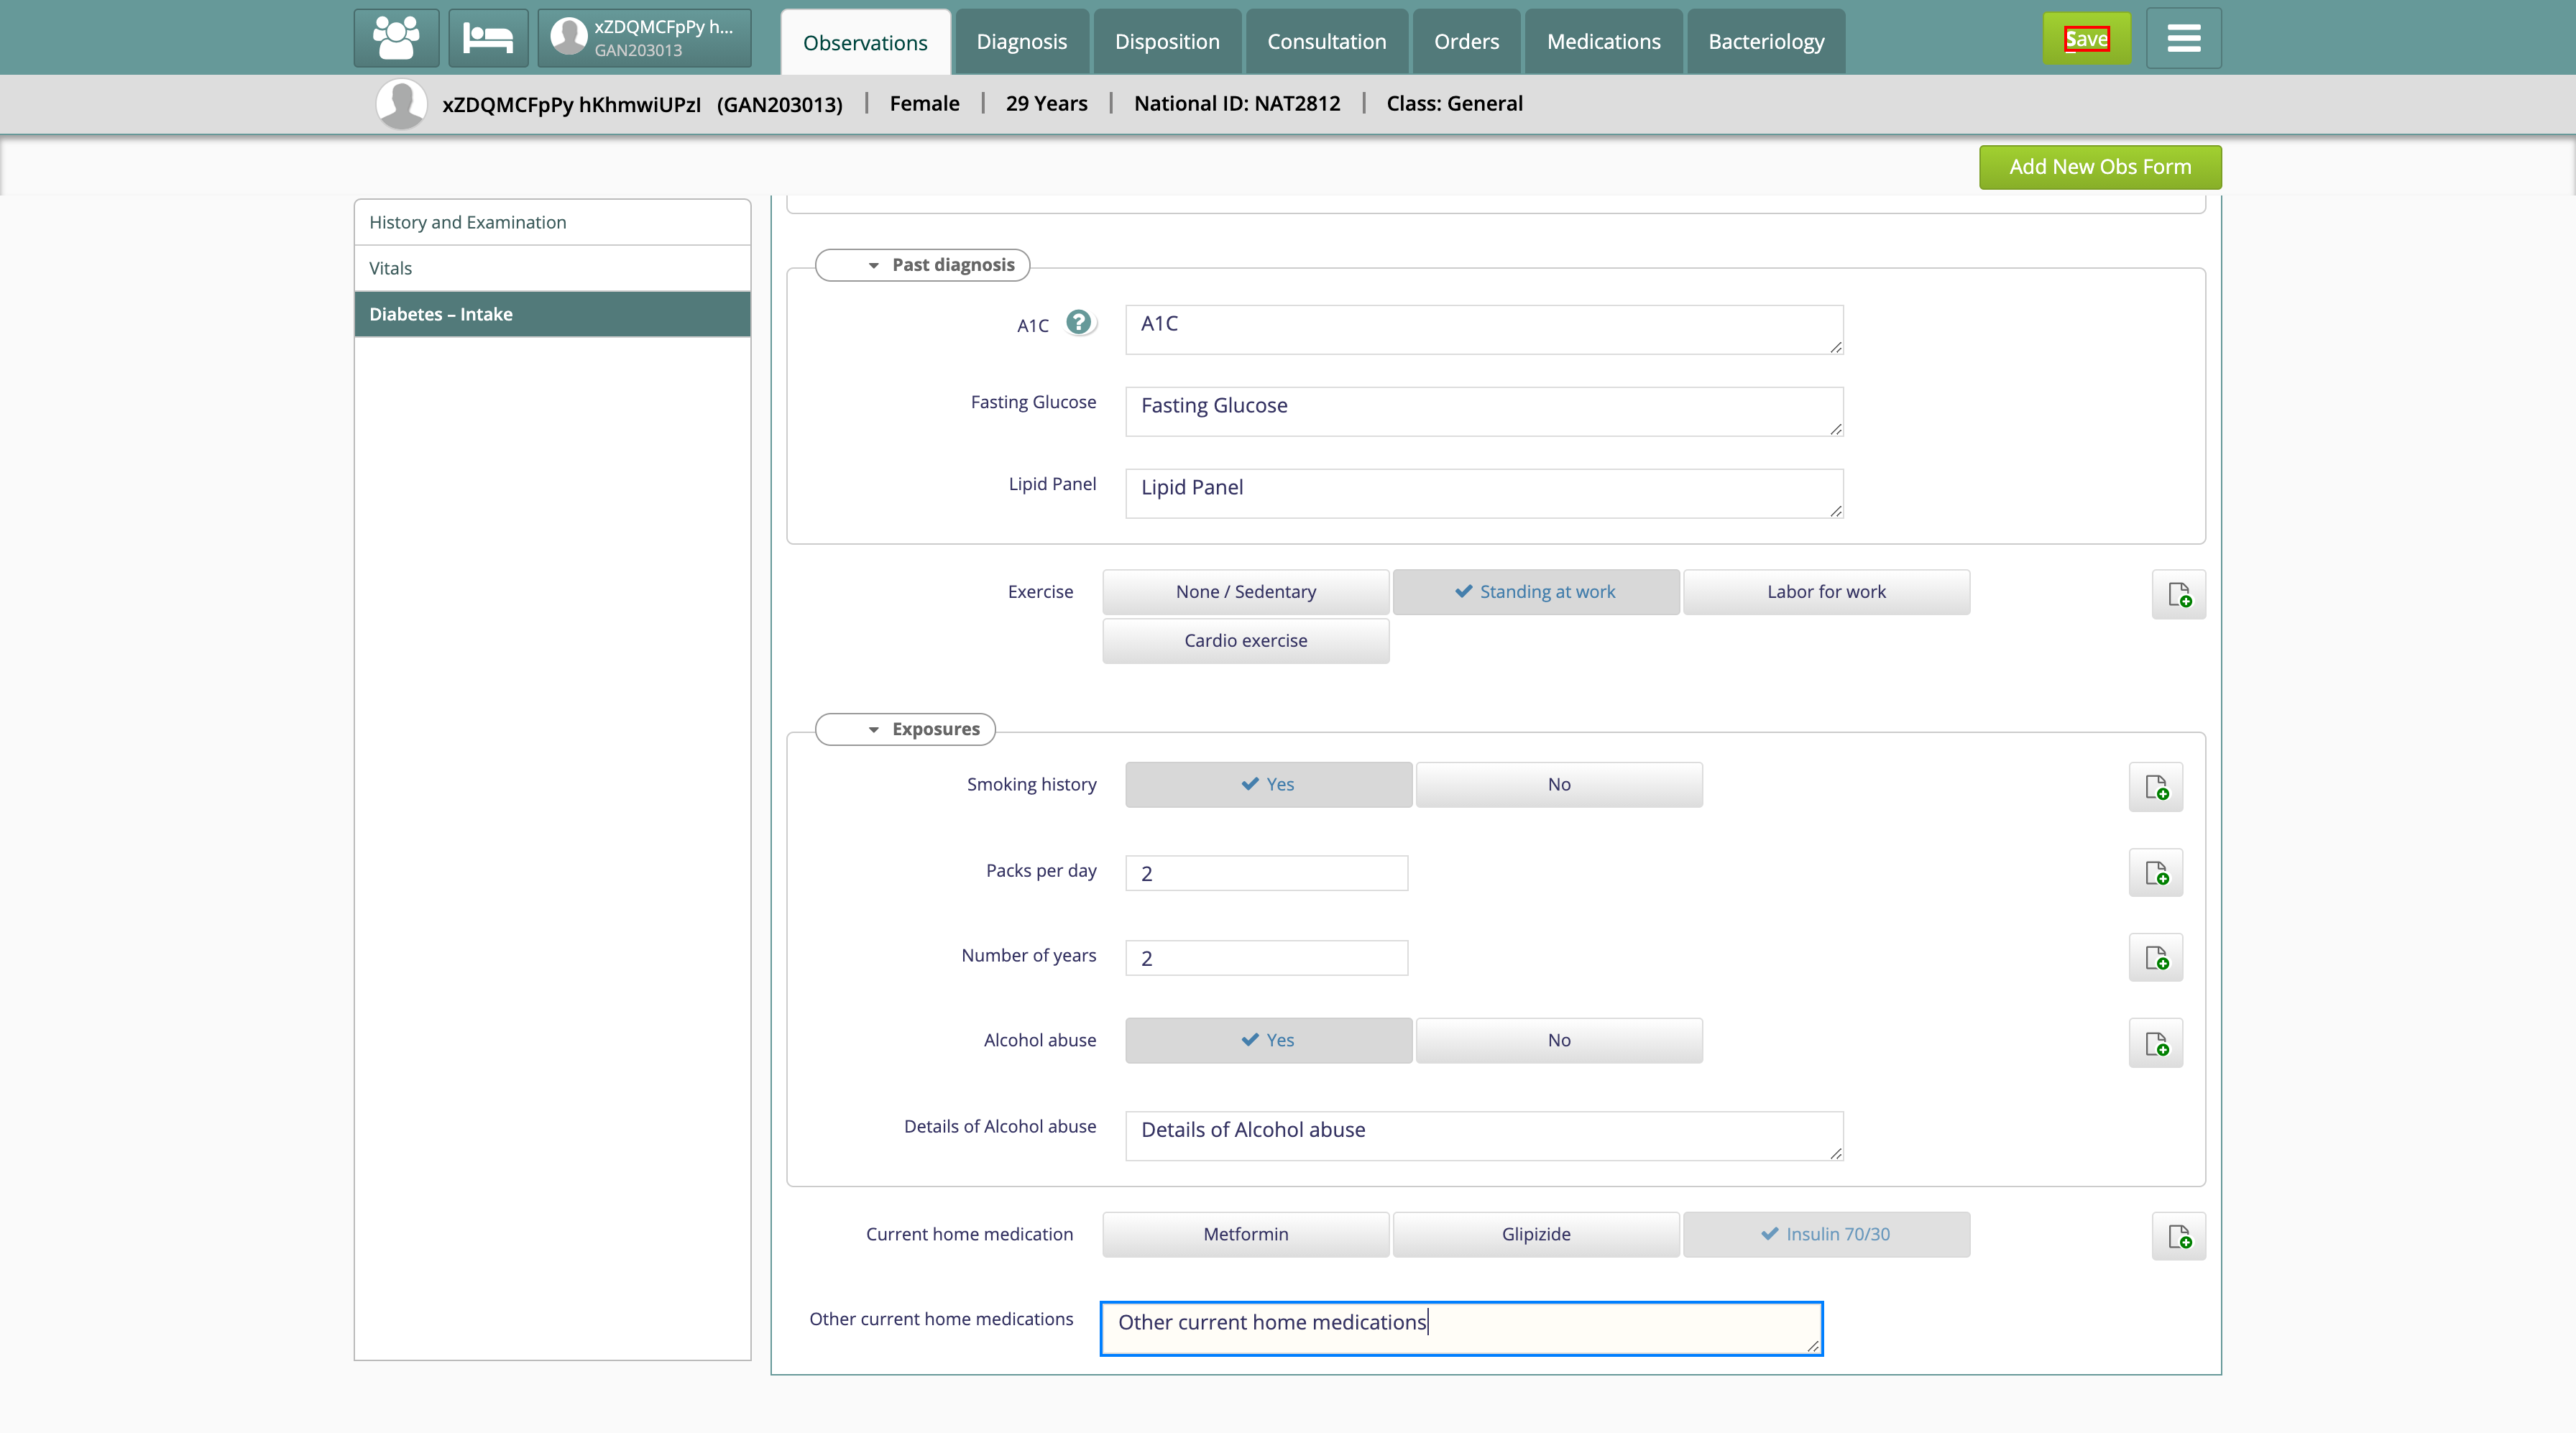 xZDQMCFpPy h...
GAN203013
Observations
Diagnosis
Disposition
Consultation
Orders
Medications
Bacteriology
Save
xZDQMCFpPy hKhmwiUPzI (GAN203013) | Female | 29 Years | National ID: NAT2812 | Class: General
Add New Obs Form
History and Examination
Vitals
Diabetes – Intake
Past diagnosis
A1C ? A1C
Fasting Glucose Fasting Glucose
Lipid Panel Lipid Panel
Exercise None / Sedentary Standing at work Labor for work
Cardio exercise
Exposures
Smoking history Yes No
Packs per day 2
Number of years 2
Alcohol abuse Yes No
Details of Alcohol abuse Details of Alcohol abuse
Current home medication Metformin Glipizide Insulin 70/30
Other current home medications Other current home medications